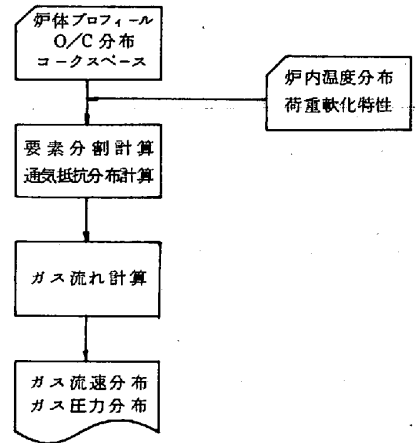 炉体プロフィール
O/C 分布
コークスベース
炉内温度分布
荷重軟化特性
要素分割計算
通気抵抗分布計算
ガス流れ計算
ガス流速分布
ガス圧力分布